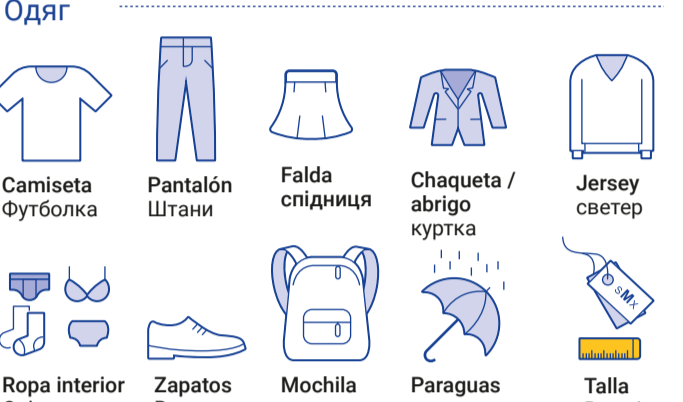 Одяг
Camiseta
Футболка
Pantalón
Штани
Falda
спідниця
Chaqueta /
abrigo
куртка
Jersey
светер
sMx
Ropa interior
Zapatos
Mochila
Paraguas
Talla